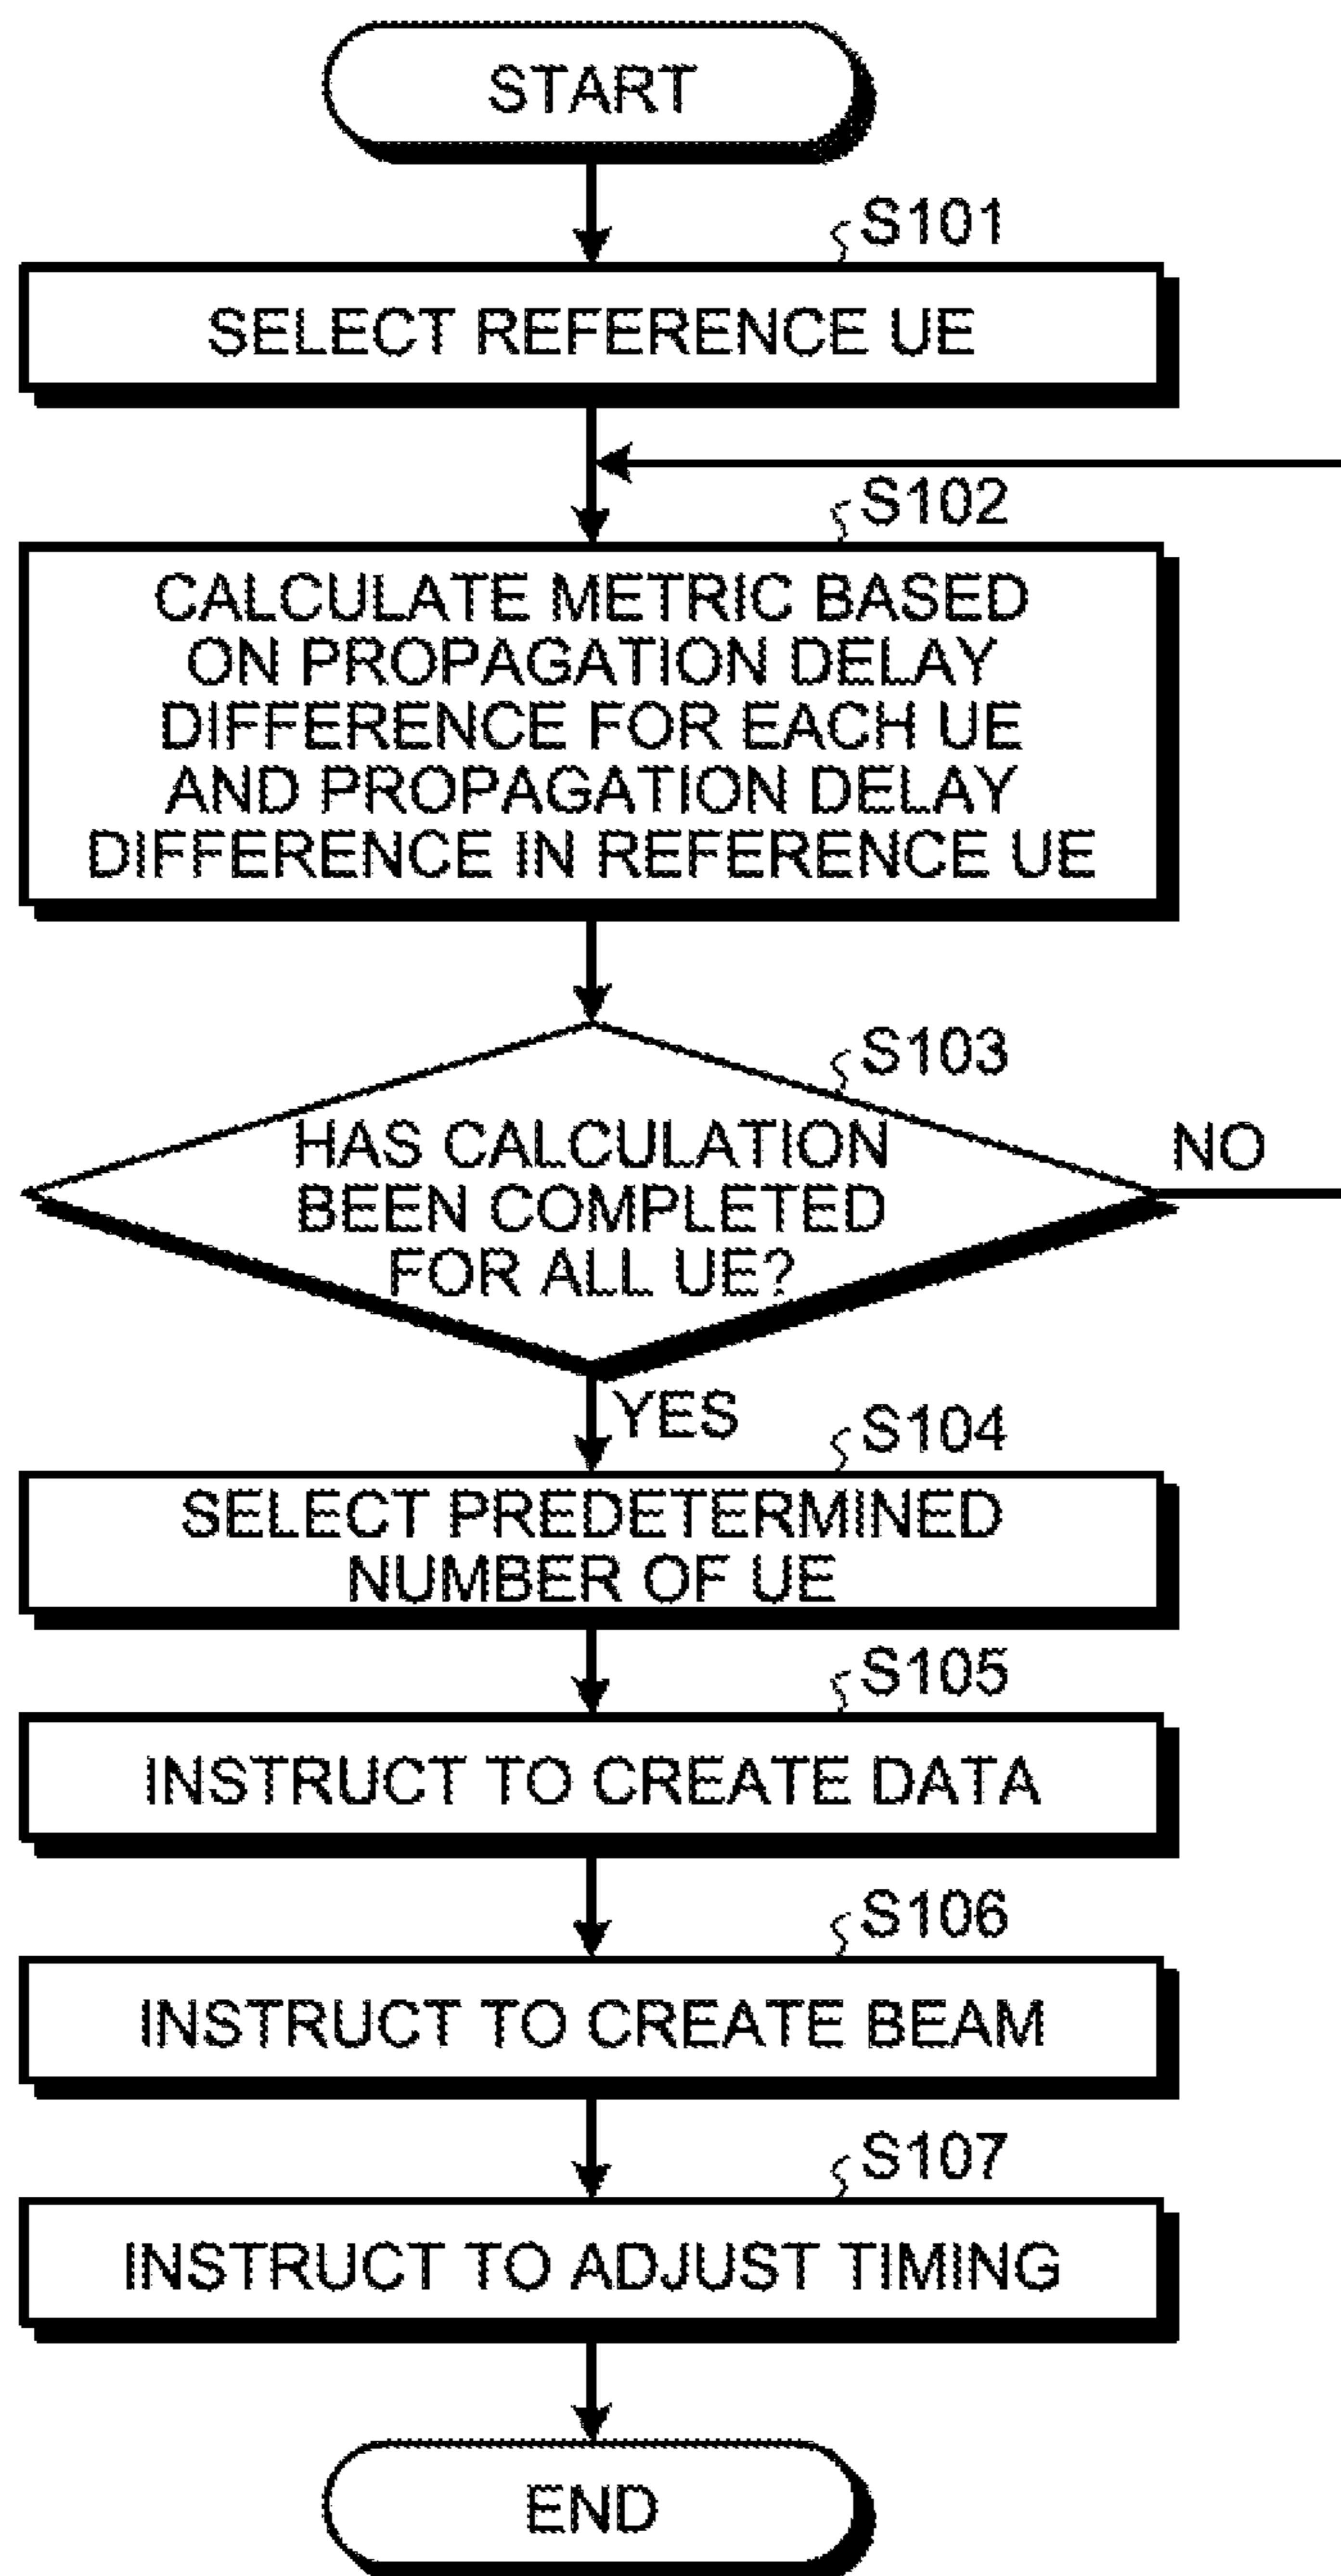 START
S101
SELECT REFERENCE UE
S102
CALCULATE METRIC BASED
ON PROPAGATION DELAY
DIFFERENCE FOR EACH UE
AND PROPAGATION DELAY
DIFFERENCE IN REFERENCE UE
S103
HAS CALCULATION
BEEN COMPLETED
FOR ALL UE?
NO
YES
S104
SELECT PREDETERMINED
NUMBER OF UE
S105
INSTRUCT TO CREATE DATA
S106
INSTRUCT TO CREATE BEAM
S107
INSTRUCT TO ADJUST TIMING
END